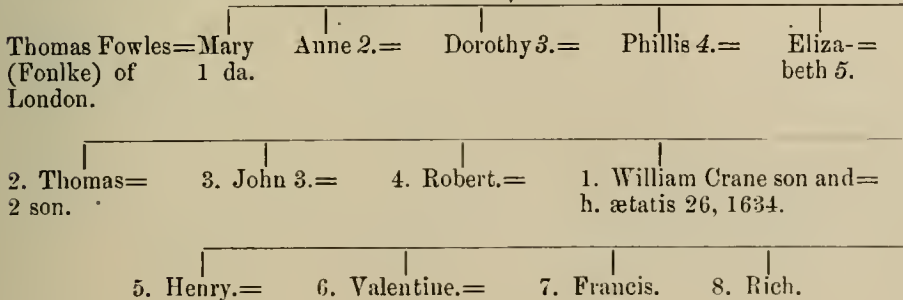 Thomas Fowles=Mary Anne 2.= Dorothy 3.= Phillis 4.= Eliza-=
(Fonlke) of 1 da. beth 5.
London.
2. Thomas= 3. John 3.= 4. Robert.= 1. William Crane son and=
2 son. h. ætatis 26, 1634.
5. Henry.= 6. Valentine.= 7. Francis. 8. Rich.